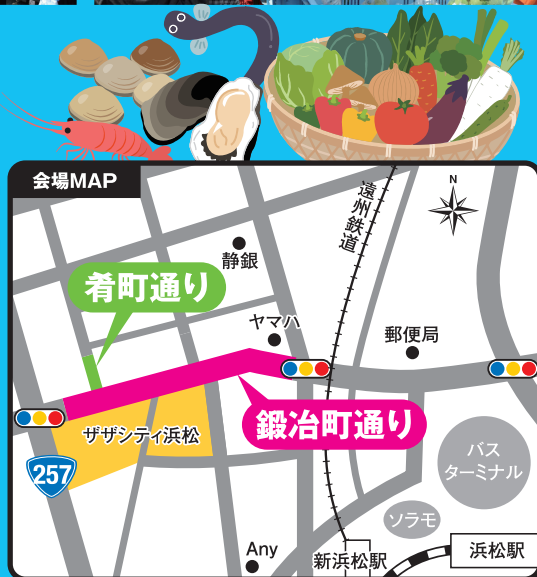 会場MAP
N
遠州鉄道
静銀
肴町通り
ヤマハ
郵便局
鍛冶町通り
ザザシティ浜松
257
バス
ターミナル
ソラモ
Any
新浜松駅
浜松駅